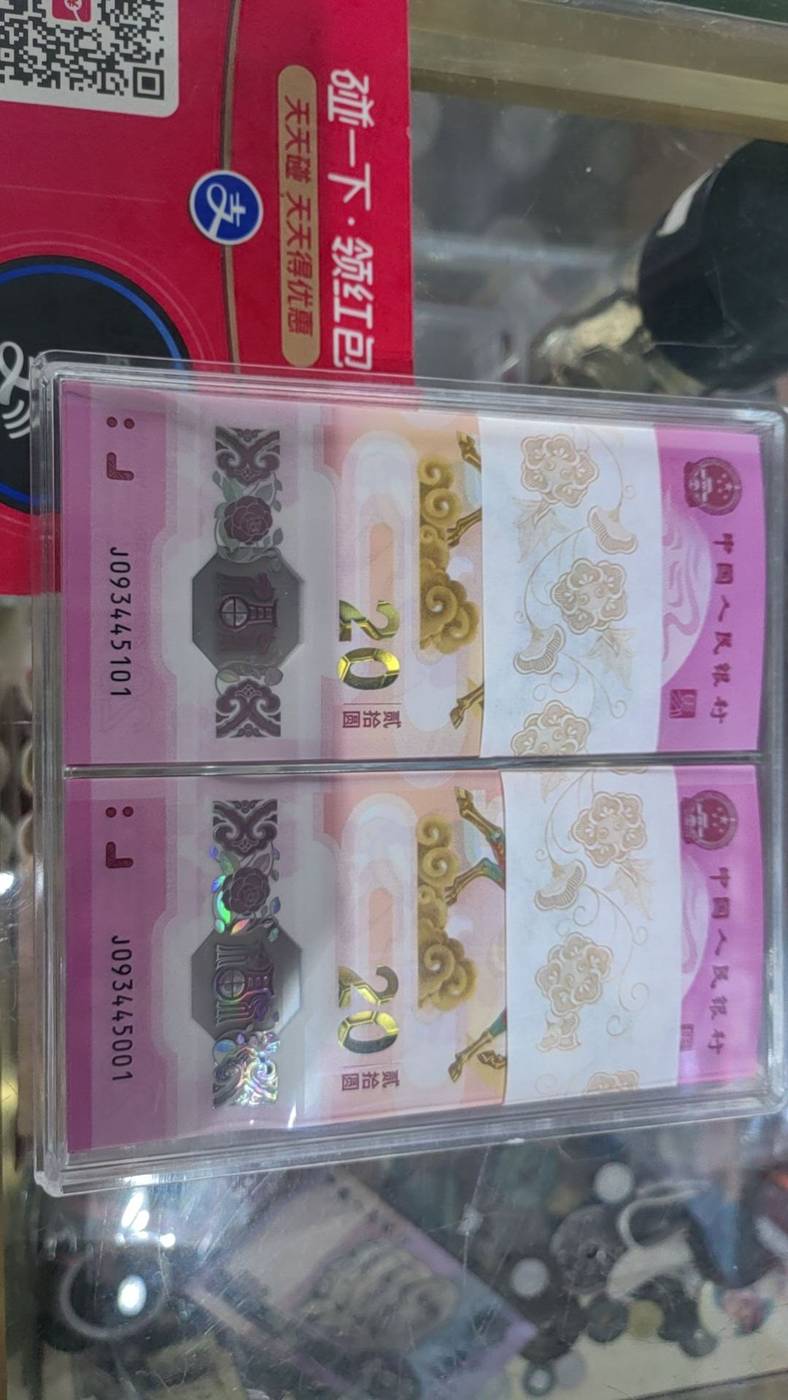 碰一下·领红包
天天碰 天天得优惠
支
中国人民银行
20
贰拾圆
J093445101
中国人民银行
20
贰拾圆
J093445001